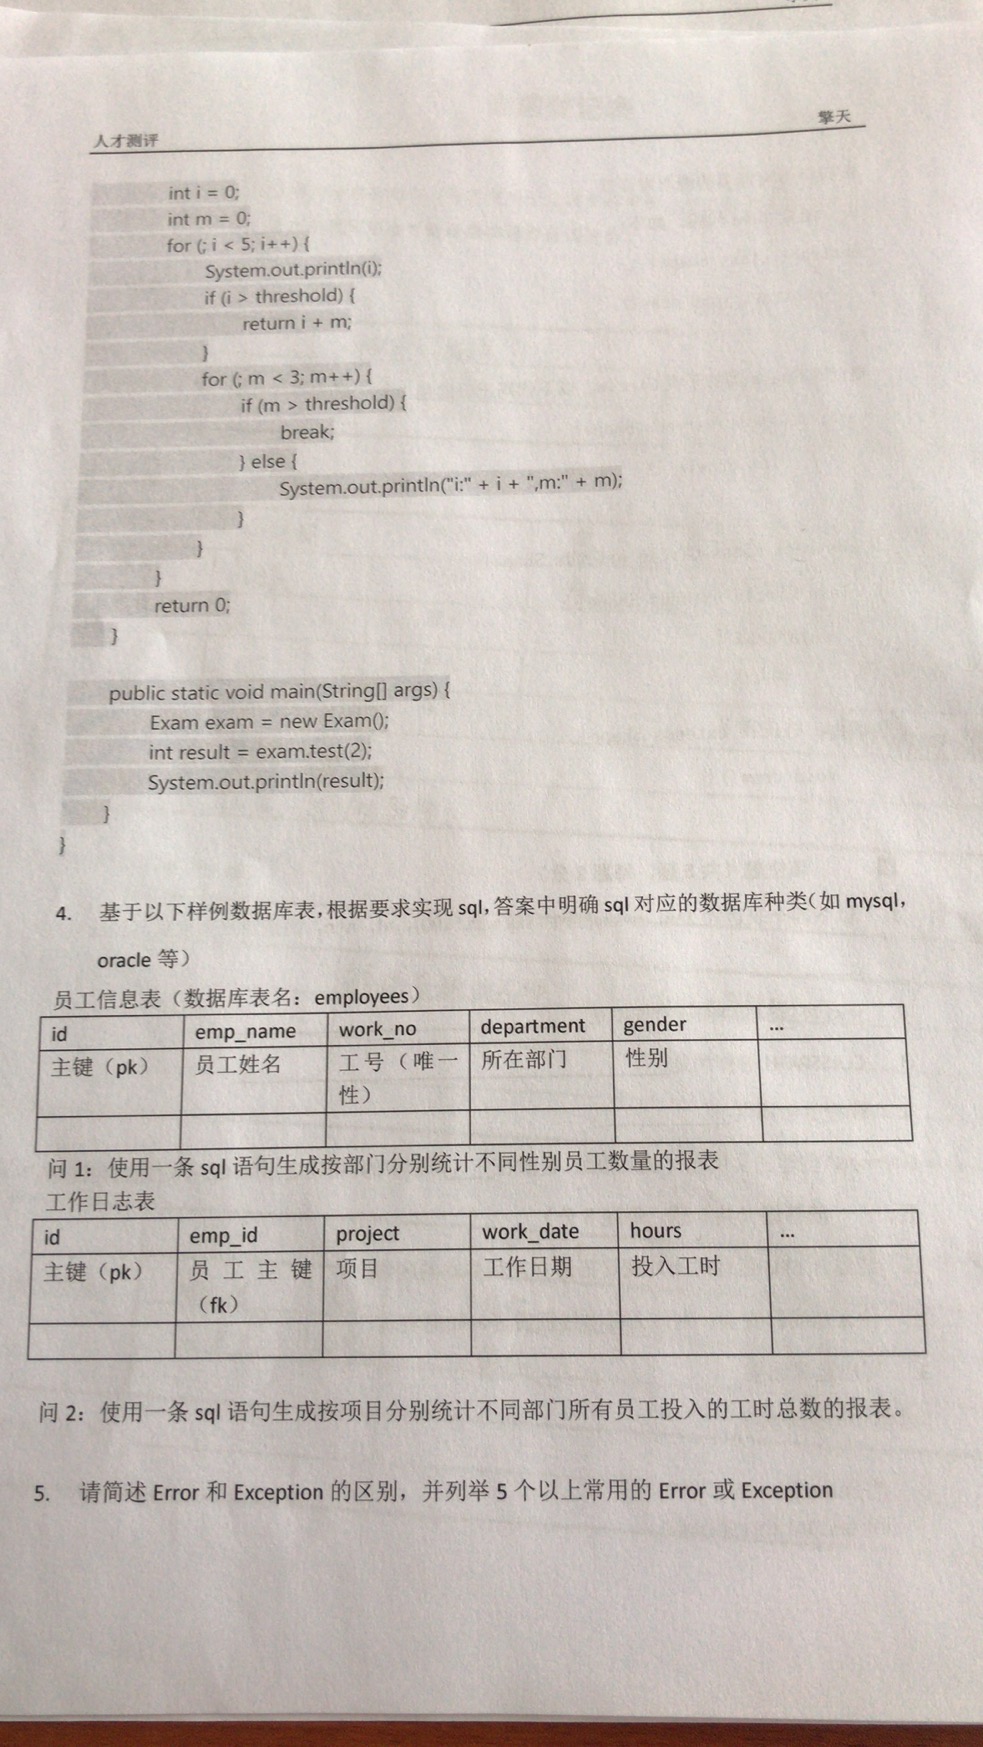 人才测评
擎天
int i = 0;
int m = 0;
for (; i < 5; i++) {
System.out.println(i);
if (i > threshold) {
return i + m;
}
for (; m < 3; m++) {
if (m > threshold) {
break;
} else {
System.out.println("i:" + i + ",m:" + m);
}
}
}
return 0;
}
public static void main(String[] args) {
Exam exam = new Exam();
int result = exam.test(2);
System.out.println(result);
}
}
4. 基于以下样例数据库表，根据要求实现 sql，答案中明确 sql 对应的数据库种类（如 mysql，
oracle 等）
员工信息表（数据库表名：employees）
id emp_name work_no department gender ...
主键（pk） 员工姓名 工号（唯一 所在部门 性别
性）
问 1：使用一条 sql 语句生成按部门分别统计不同性别员工数量的报表
工作日志表
id emp_id project work_date hours ...
主键（pk） 员工主键 项目 工作日期 投入工时
（fk）
问 2：使用一条 sql 语句生成按项目分别统计不同部门所有员工投入的工时总数的报表。
5. 请简述 Error 和 Exception 的区别，并列举 5 个以上常用的 Error 或 Exception